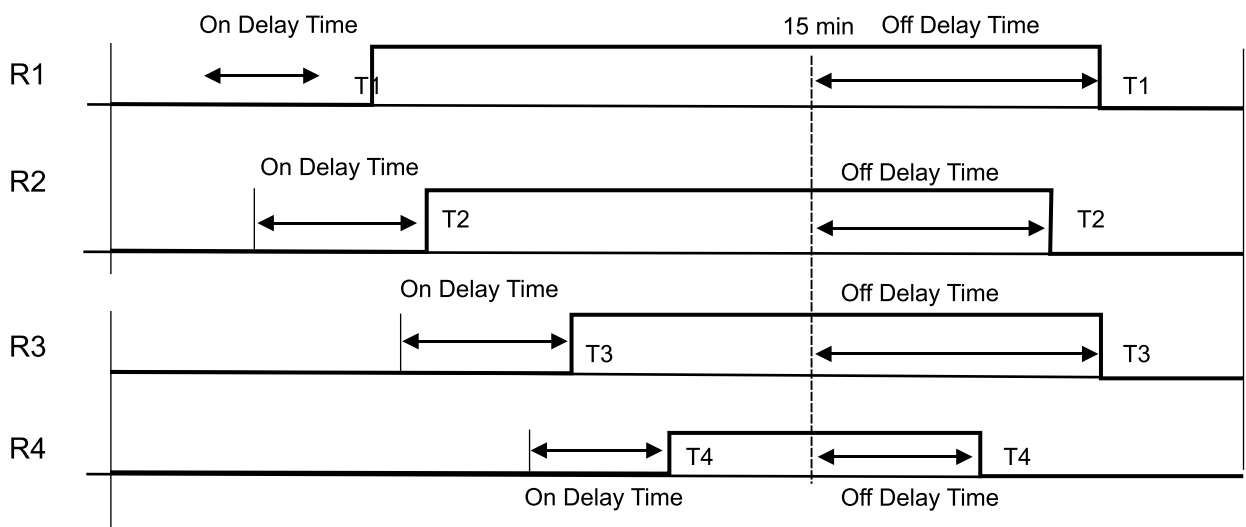 On Delay Time
15 min Off Delay Time
R1
T1
T1
R2
On Delay Time
Off Delay Time
T2
T2
On Delay Time
Off Delay Time
R3
T3
T3
R4
T4
T4
On Delay Time
Off Delay Time